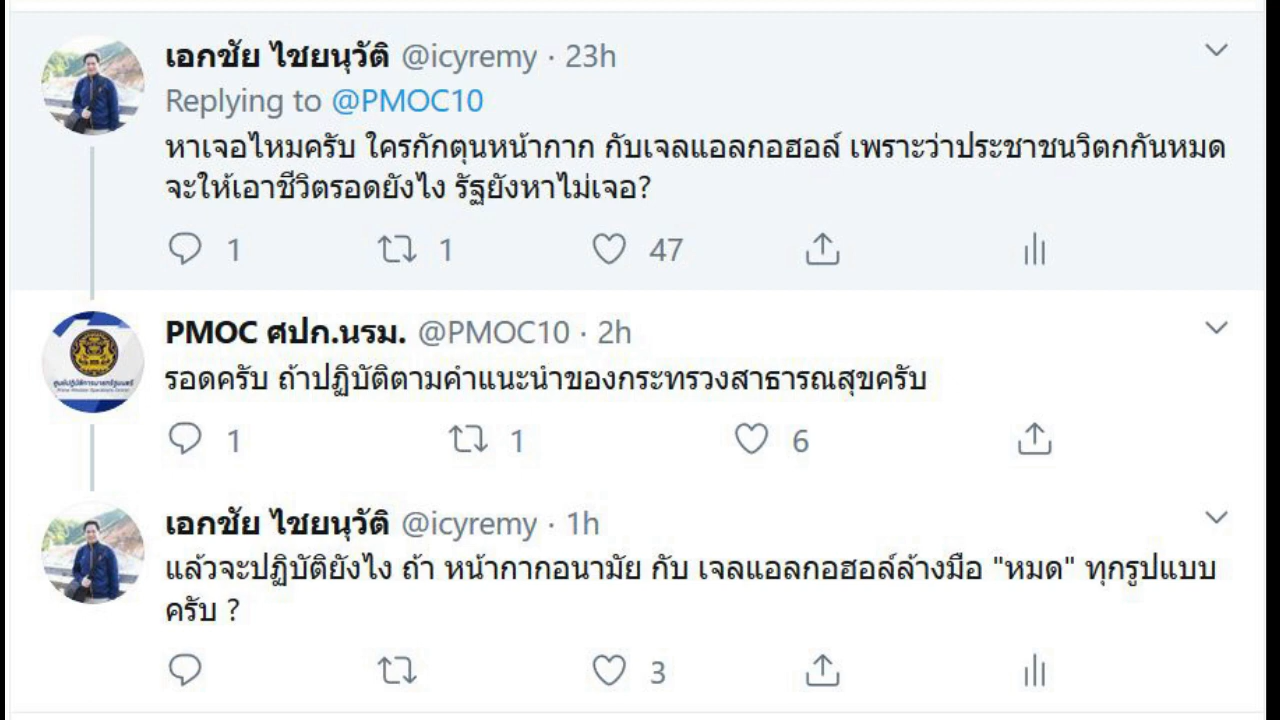 เอกชัย ไชยนุวัติ @icyremy · 23h
Replying to @PMOC10
หาเจอไหมครับ ใครกักตุนหน้ากาก กับเจลแอลกอฮอล์ เพราะว่าประชาชนวิตกกันหมด
จะให้เอาชีวิตรอดยังไง รัฐยังหาไม่เจอ?
1 1 47
PMOC ศปก.นรม. @PMOC10 · 2h
รอดครับ ถ้าปฏิบัติตามคำแนะนำของกระทรวงสาธารณสุขครับ
1 1 6
เอกชัย ไชยนุวัติ @icyremy · 1h
แล้วจะปฏิบัติยังไง ถ้า หน้ากากอนามัย กับ เจลแอลกอฮอล์ล้างมือ "หมด" ทุกรูปแบบ
ครับ ?
3